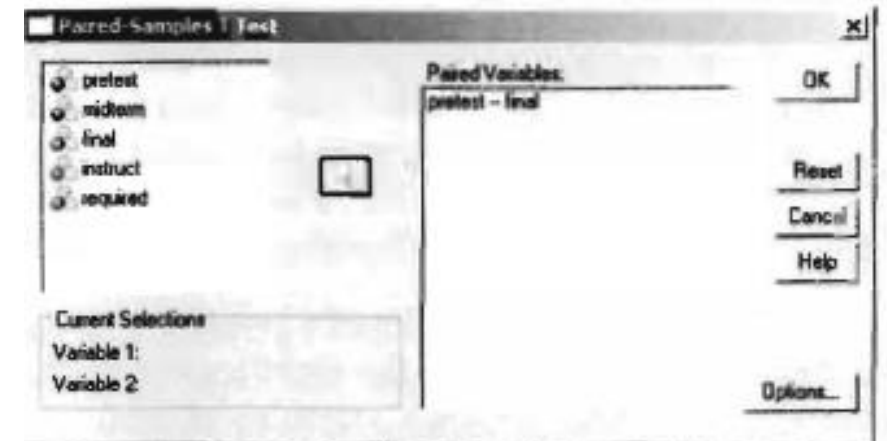 Paired-Samples T Test
pretest
midterm
final
instruct
required
Current Selections
Variable 1:
Variable 2:
Paired Variables:
pretest -- final
OK
Reset
Cancel
Help
Options...